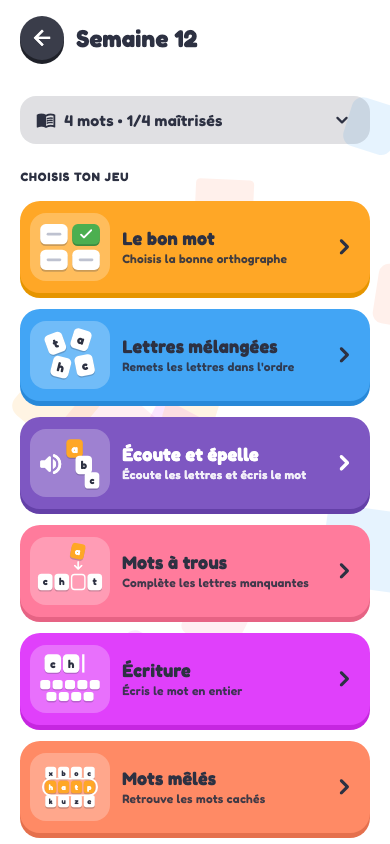 Semaine 12
4 mots • 1/4 maîtrisés
CHOISIS TON JEU
Le bon mot
Choisis la bonne orthographe
t a
h c
Lettres mélangées
Remets les lettres dans l'ordre
a
b
c
Écoute et épelle
Écoute les lettres et écris le mot
a
c h t
Mots à trous
Complète les lettres manquantes
c h
Écriture
Écris le mot en entier
x b o c
h a t p
k u z e
Mots mêlés
Retrouve les mots cachés